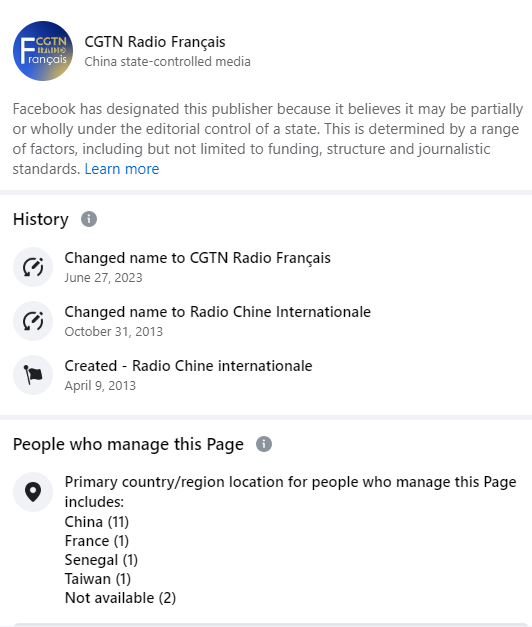 CGTN
RADIO
Français
CGTN Radio Français
China state-controlled media
Facebook has designated this publisher because it believes it may be partially
or wholly under the editorial control of a state. This is determined by a range
of factors, including but not limited to funding, structure and journalistic
standards. Learn more
History
Changed name to CGTN Radio Français
June 27, 2023
Changed name to Radio Chine Internationale
October 31, 2013
Created - Radio Chine internationale
April 9, 2013
People who manage this Page
Primary country/region location for people who manage this Page
includes:
China (11)
France (1)
Senegal (1)
Taiwan (1)
Not available (2)